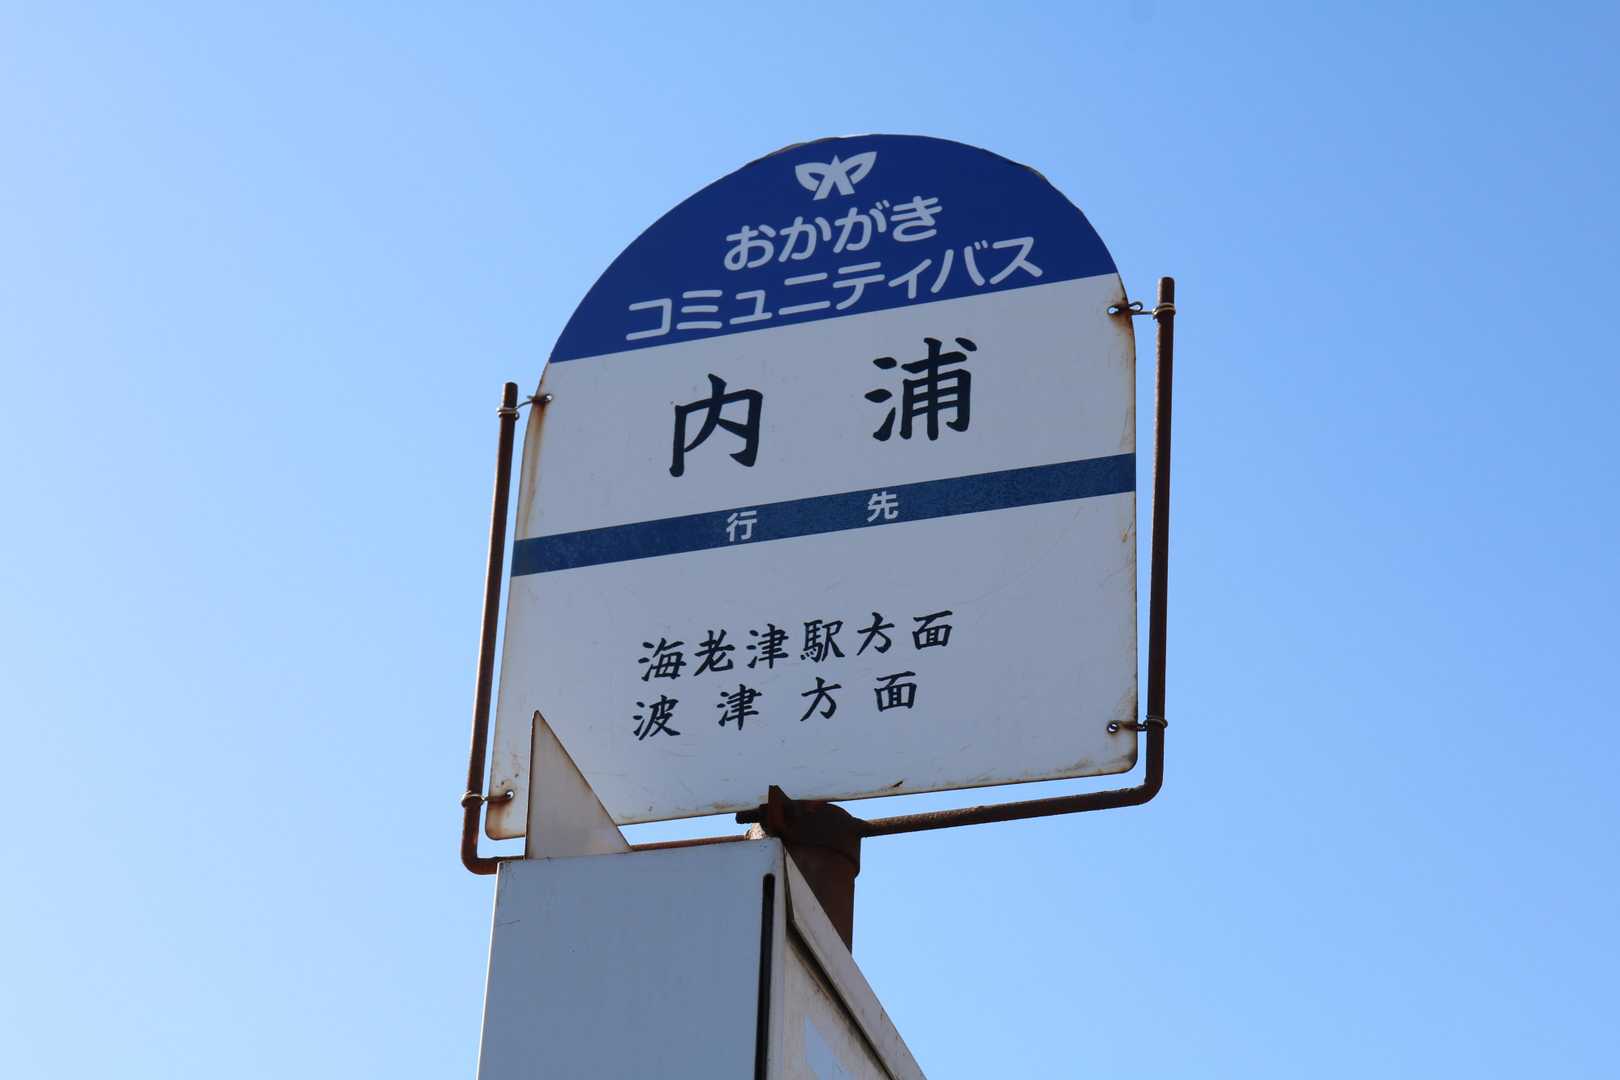 おかがき
コミュニティバス
内浦
行先
海老津駅方面
波津方面